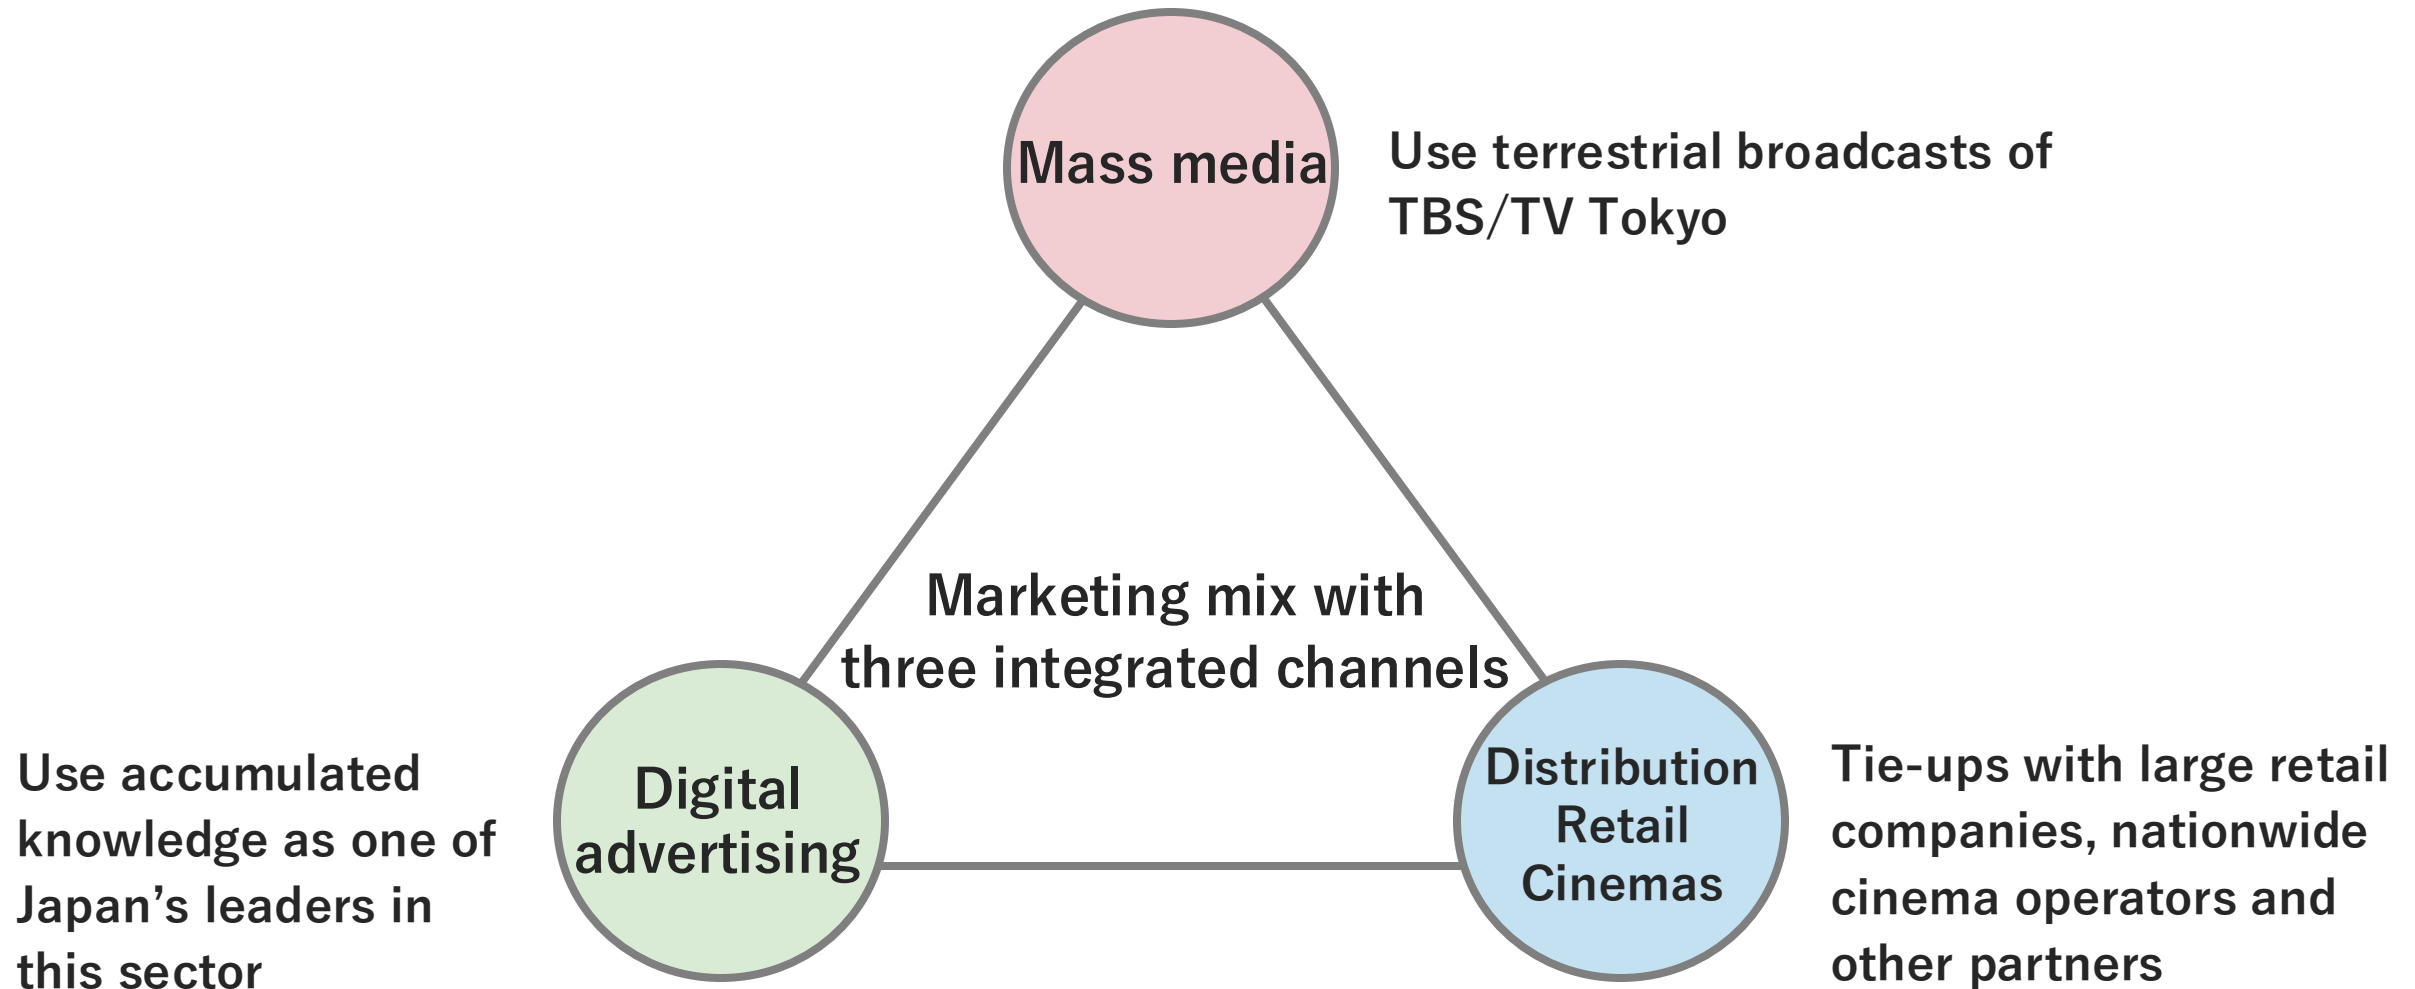 Mass media
Use terrestrial broadcasts of
TBS/TV Tokyo
Marketing mix with
three integrated channels
Use accumulated
knowledge as one of
Japan’s leaders in
this sector
Digital
advertising
Distribution
Retail
Cinemas
Tie-ups with large retail
companies, nationwide
cinema operators and
other partners